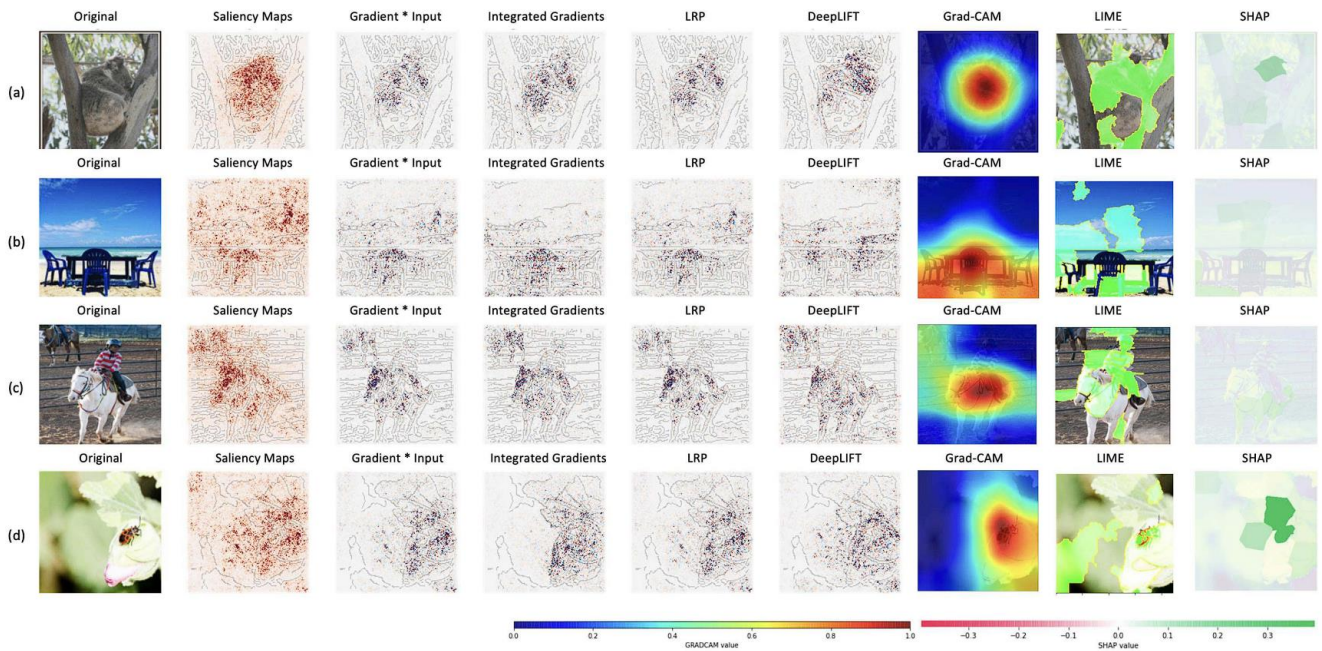 Original Saliency Maps Gradient * Input Integrated Gradients LRP DeepLIFT Grad-CAM LIME SHAP
(a)
Original Saliency Maps Gradient * Input Integrated Gradients LRP DeepLIFT Grad-CAM LIME SHAP
(b)
Original Saliency Maps Gradient * Input Integrated Gradients LRP DeepLIFT Grad-CAM LIME SHAP
(c)
Original Saliency Maps Gradient * Input Integrated Gradients LRP DeepLIFT Grad-CAM LIME SHAP
(d)
0.0 0.2 0.4 0.6 0.8 1.0 −0.3 −0.2 −0.1 0.0 0.1 0.2 0.3
GRADCAM value SHAP value